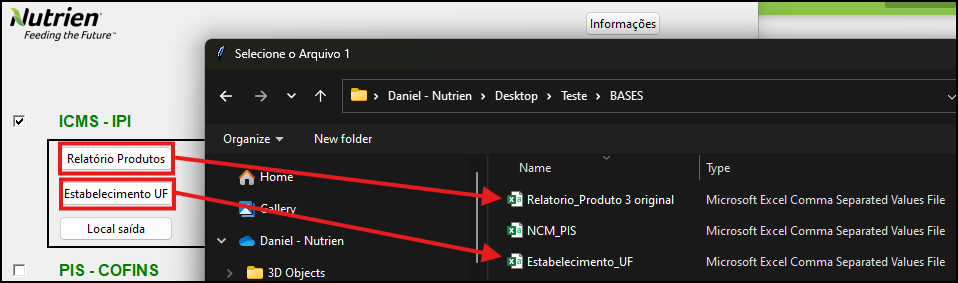 Nutrien
Feeding the Future™
Informações
Selecione o Arquivo 1
Daniel - Nutrien > Desktop > Teste > BASES
Organize
New folder
ICMS - IPI
Relatório Produtos
Estabelecimento UF
Local saída
PIS - COFINS
Home
Gallery
Daniel - Nutrien
3D Objects
Name
Type
Relatorio_Produto 3 original
Microsoft Excel Comma Separated Values File
NCM_PIS
Microsoft Excel Comma Separated Values File
Estabelecimento_UF
Microsoft Excel Comma Separated Values File